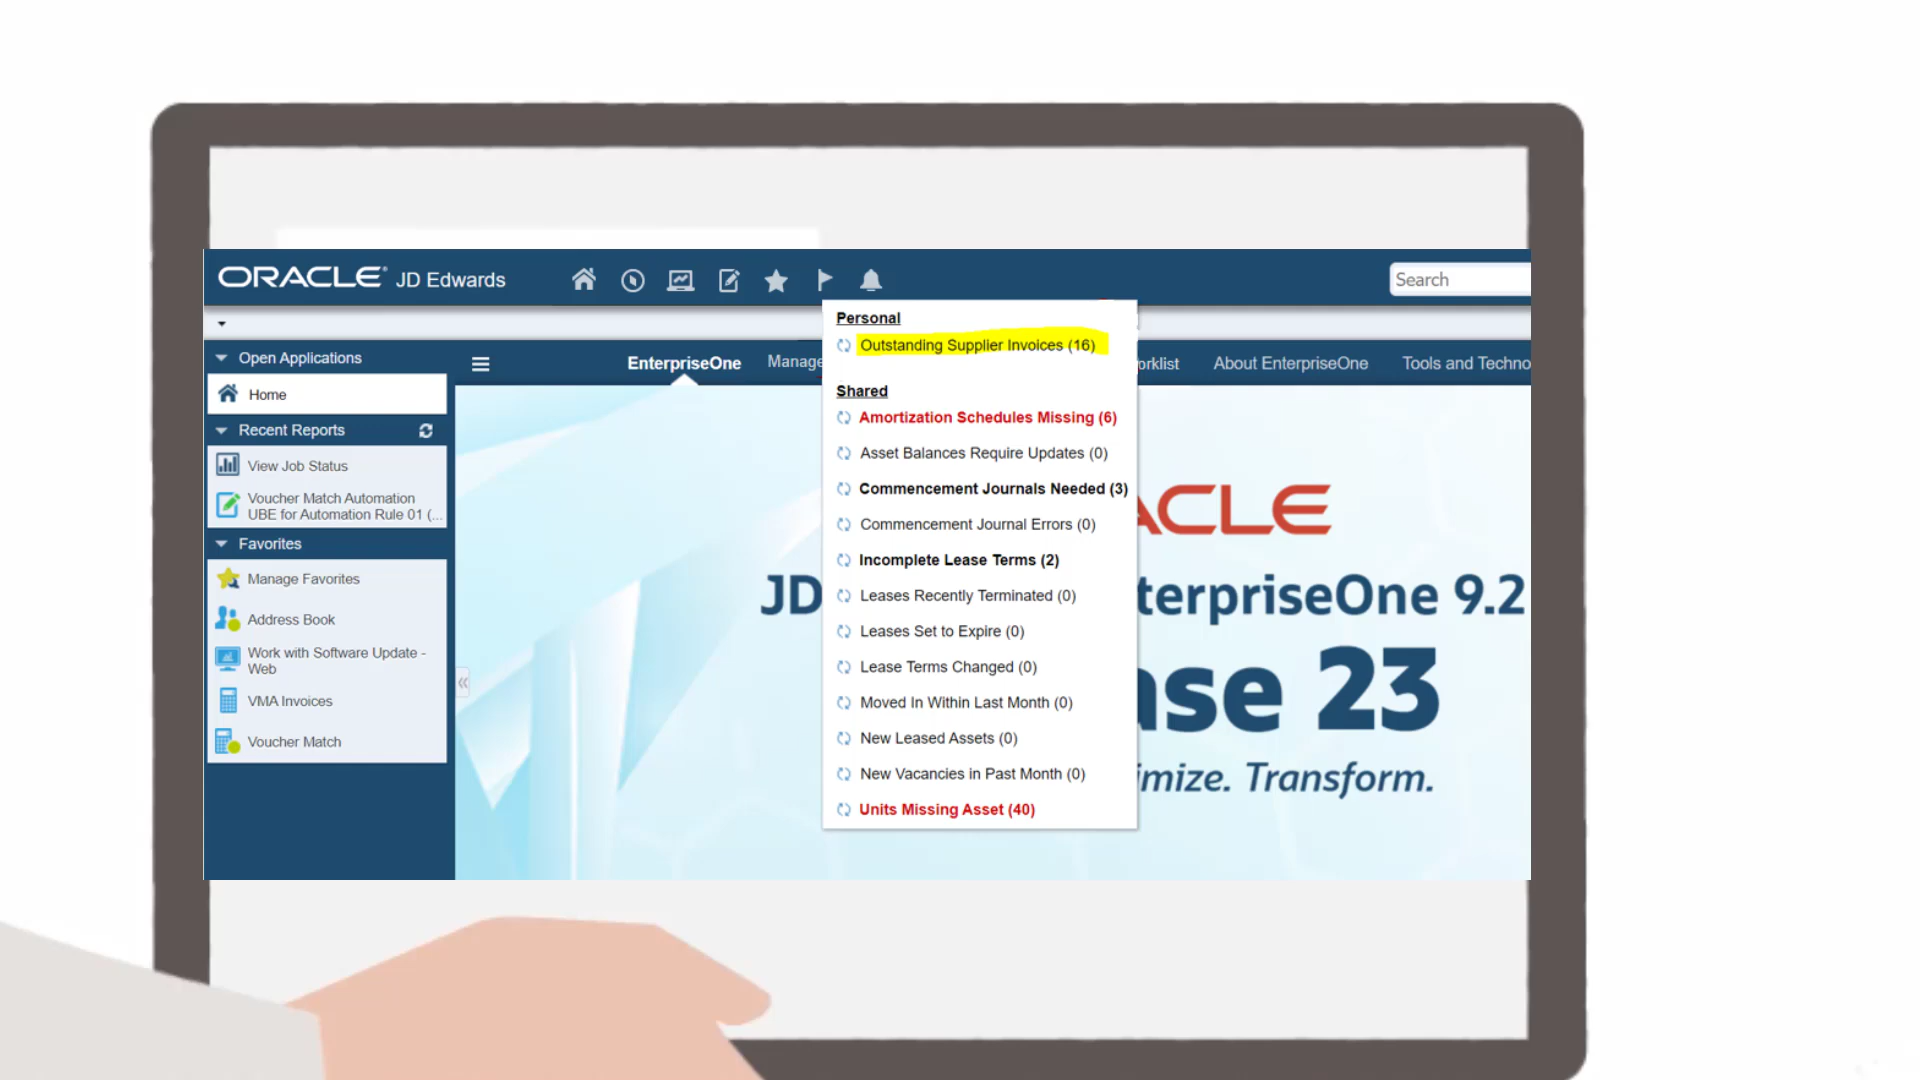 ORACLE JD Edwards
Search
Personal
Outstanding Supplier Invoices (16)
Shared
Amortization Schedules Missing (6)
Asset Balances Require Updates (0)
Commencement Journals Needed (3)
Commencement Journal Errors (0)
Incomplete Lease Terms (2)
Leases Recently Terminated (0)
Leases Set to Expire (0)
Lease Terms Changed (0)
Moved In Within Last Month (0)
New Leased Assets (0)
New Vacancies in Past Month (0)
Units Missing Asset (40)
Open Applications
Home
Recent Reports
View Job Status
Voucher Match Automation
UBE for Automation Rule 01 (...
Favorites
Manage Favorites
Address Book
Work with Software Update -
Web
VMA Invoices
Voucher Match
EnterpriseOne Manage orklist About EnterpriseOne Tools and Techno
ACLE
JD terpriseOne 9.2
ase 23
imize. Transform.